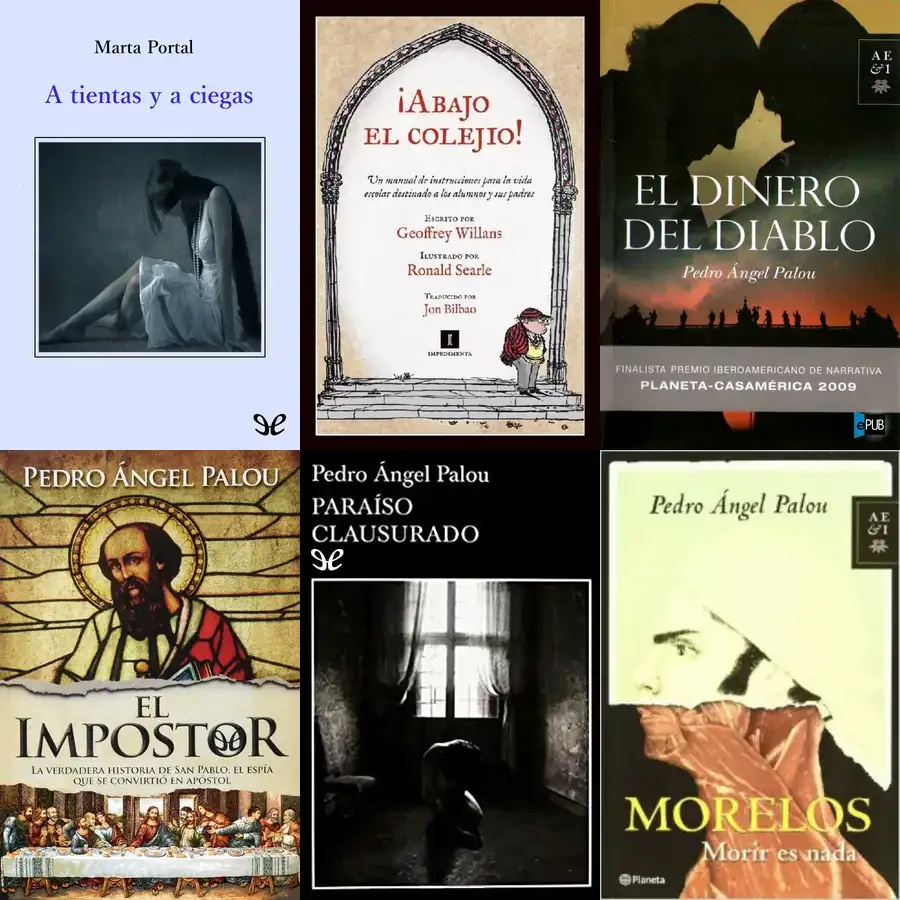 Marta Portal
A tientas y a ciegas
¡ABAJO
EL COLEJIO!
Un manual de instrucciones para la vida
escolar destinado a los alumnos y sus padres
ESCRITO POR
Geoffrey Willans
ILUSTRADO POR
Ronald Searle
TRADUCIDO POR
Jon Bilbao
IMPEDIMENTA
AE
&I
EL DINERO
DEL DIABLO
Pedro Ángel Palou
FINALISTA PREMIO IBEROAMERICANO DE NARRATIVA
PLANETA-CASAMÉRICA 2009
ePUB
PEDRO ÁNGEL PALOU
EL
IMPOSTOR
LA VERDADERA HISTORIA DE SAN PABLO, EL ESPÍA
QUE SE CONVIRTIÓ EN APÓSTOL
Pedro Ángel Palou
PARAÍSO
CLAUSURADO
Pedro Ángel Palou
AE
&I
MORELOS
Morir es nada
Planeta